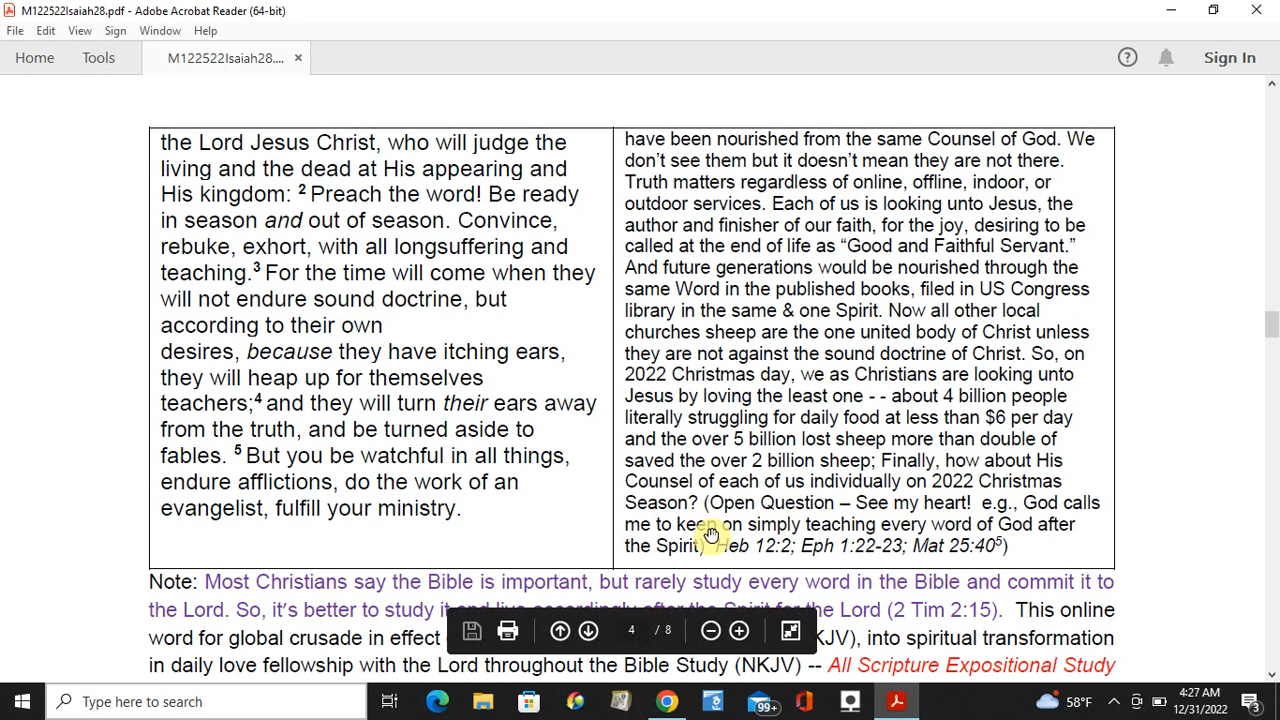 M122522Isaiah28.pdf - Adobe Acrobat Reader (64-bit)
File Edit View Sign Window Help
Home Tools M122522Isaiah28.... × ? Sign In
the Lord Jesus Christ, who will judge the
living and the dead at His appearing and
His kingdom: 2 Preach the word! Be ready
in season and out of season. Convince,
rebuke, exhort, with all longsuffering and
teaching.3 For the time will come when they
will not endure sound doctrine, but
according to their own
desires, because they have itching ears,
they will heap up for themselves
teachers;4 and they will turn their ears away
from the truth, and be turned aside to
fables. 5 But you be watchful in all things,
endure afflictions, do the work of an
evangelist, fulfill your ministry.
have been nourished from the same Counsel of God. We
don't see them but it doesn't mean they are not there.
Truth matters regardless of online, offline, indoor, or
outdoor services. Each of us is looking unto Jesus, the
author and finisher of our faith, for the joy, desiring to be
called at the end of life as “Good and Faithful Servant.”
And future generations would be nourished through the
same Word in the published books, filed in US Congress
library in the same & one Spirit. Now all other local
churches sheep are the one united body of Christ unless
they are not against the sound doctrine of Christ. So, on
2022 Christmas day, we as Christians are looking unto
Jesus by loving the least one - - about 4 billion people
literally struggling for daily food at less than $6 per day
and the over 5 billion lost sheep more than double of
saved the over 2 billion sheep; Finally, how about His
Counsel of each of us individually on 2022 Christmas
Season? (Open Question – See my heart! e.g., God calls
me to keep on simply teaching every word of God after
the Spirit) Heb 12:2; Eph 1:22-23; Mat 25:40⁵)
Note: Most Christians say the Bible is important, but rarely study every word in the Bible and commit it to
the Lord. So, it's better to study it and live accordingly after the Spirit for the Lord (2 Tim 2:15). This online
word for global crusade in effect KJV), into spiritual transformation
in daily love fellowship with the Lord throughout the Bible Study (NKJV) -- All Scripture Expositional Study
4 / 8
Type here to search
99+
58°F
4:27 AM
12/31/2022
3